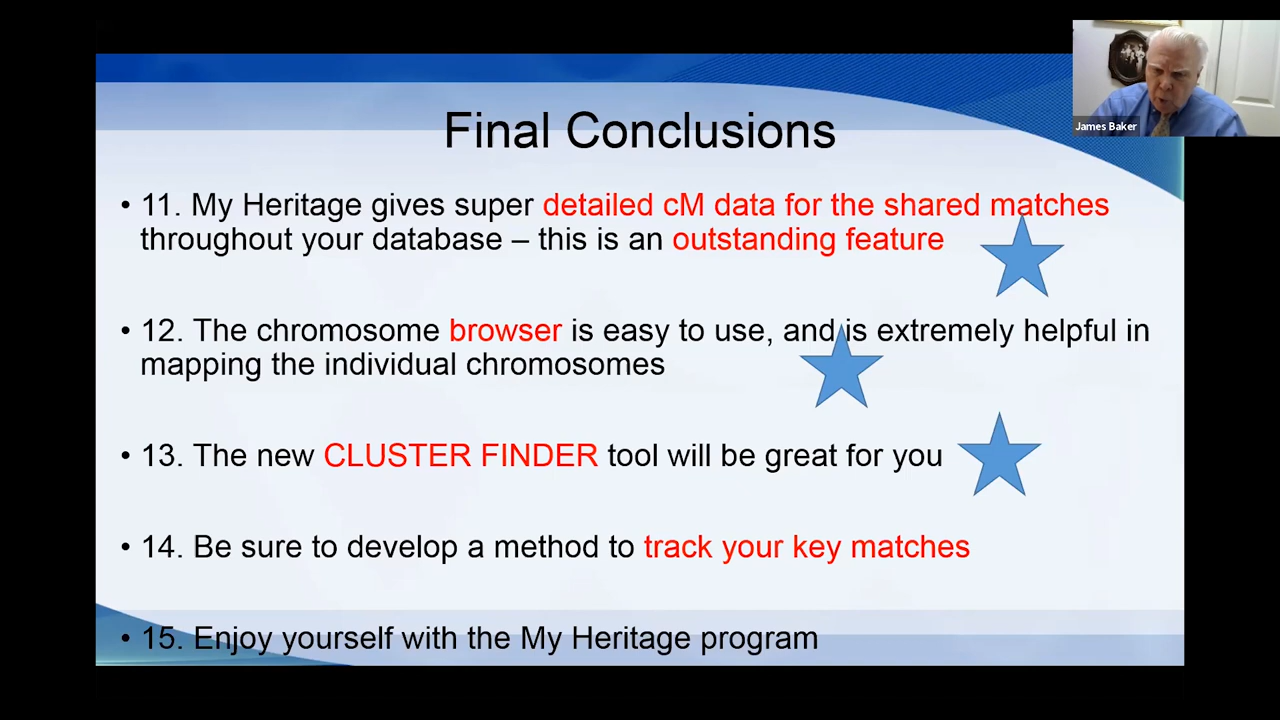 Final Conclusions
• 11. My Heritage gives super detailed cM data for the shared matches
throughout your database – this is an outstanding feature
• 12. The chromosome browser is easy to use, and is extremely helpful in
mapping the individual chromosomes
• 13. The new CLUSTER FINDER tool will be great for you
• 14. Be sure to develop a method to track your key matches
• 15. Enjoy yourself with the My Heritage program
James Baker